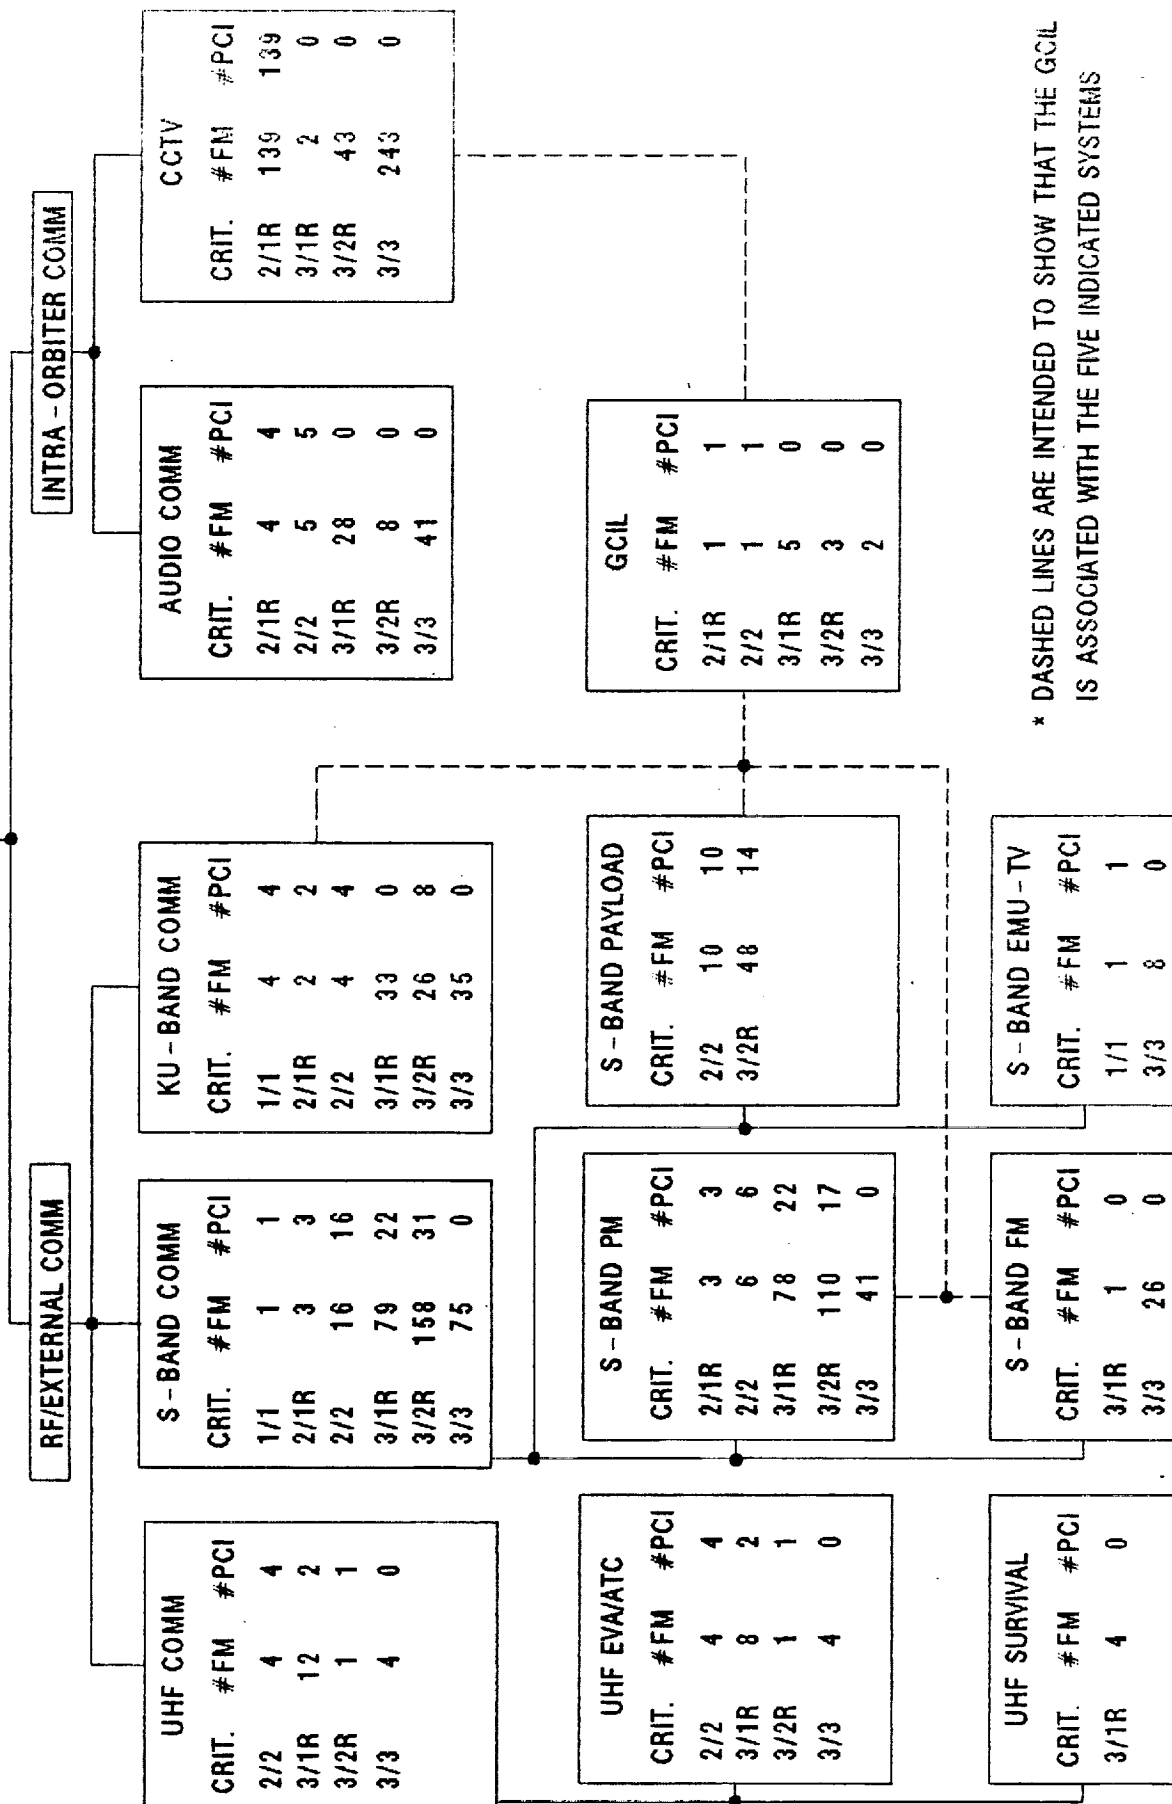 RF/EXTERNAL COMM
INTRA - ORBITER COMM
UHF COMM
CRIT. #FM #PCI
2/2 4 4
3/1R 12 2
3/2R 1 1
3/3 4 0
S - BAND COMM
CRIT. #FM #PCI
1/1 1 1
2/1R 3 3
2/2 16 16
3/1R 79 22
3/2R 158 31
3/3 75 0
KU - BAND COMM
CRIT. #FM #PCI
1/1 4 4
2/1R 2 2
2/2 4 4
3/1R 33 0
3/2R 26 8
3/3 35 0
AUDIO COMM
CRIT. #FM #PCI
2/1R 4 4
2/2 5 5
3/1R 28 0
3/2R 8 0
3/3 41 0
CCTV
CRIT. #FM #PCI
2/1R 139 139
3/1R 2 0
3/2R 43 0
3/3 243 0
UHF EVA/ATC
CRIT. #FM #PCI
2/2 4 4
3/1R 8 2
3/2R 1 1
3/3 4 0
S - BAND PM
CRIT. #FM #PCI
2/1R 3 3
2/2 6 6
3/1R 78 22
3/2R 110 17
3/3 41 0
S - BAND PAYLOAD
CRIT. #FM #PCI
2/2 10 10
3/2R 48 14
GCIL
CRIT. #FM #PCI
2/1R 1 1
2/2 1 1
3/1R 5 0
3/2R 3 0
3/3 2 0
UHF SURVIVAL
CRIT. #FM #PCI
3/1R 4 0
S - BAND FM
CRIT. #FM #PCI
3/1R 1 0
3/3 26 0
S - BAND EMU - TV
CRIT. #FM #PCI
1/1 1 1
3/3 8 0
* DASHED LINES ARE INTENDED TO SHOW THAT THE GCIL
IS ASSOCIATED WITH THE FIVE INDICATED SYSTEMS